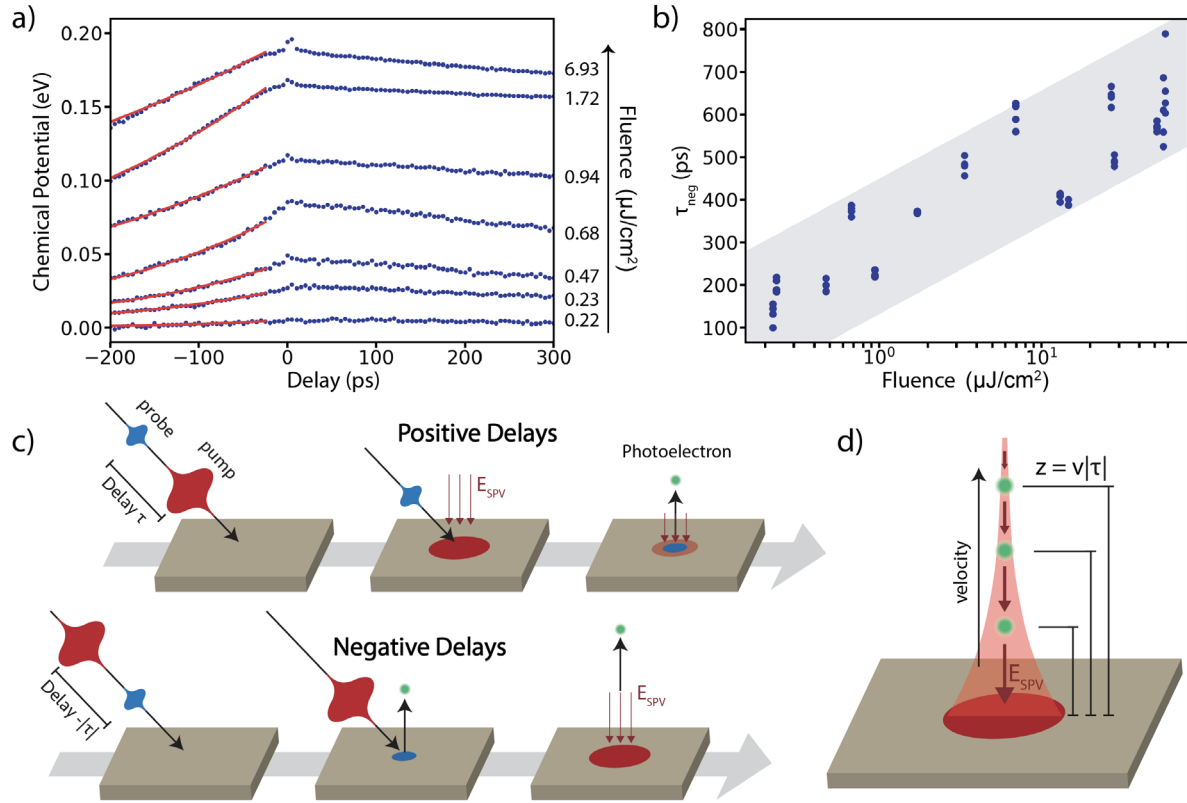 a)
Chemical Potential (eV)
0.20
0.15
0.10
0.05
0.00
−200
−100
0
100
200
300
Delay (ps)
6.93
1.72
0.94
0.68
0.47
0.23
0.22
Fluence (μJ/cm²)
b)
τneg (ps)
800
700
600
500
400
300
200
100
10⁰
10¹
Fluence (μJ/cm²)
c)
probe
pump
Delay τ
Positive Delays
ESPV
Photoelectron
Delay -|τ|
Negative Delays
ESPV
d)
z = v|τ|
velocity
ESPV